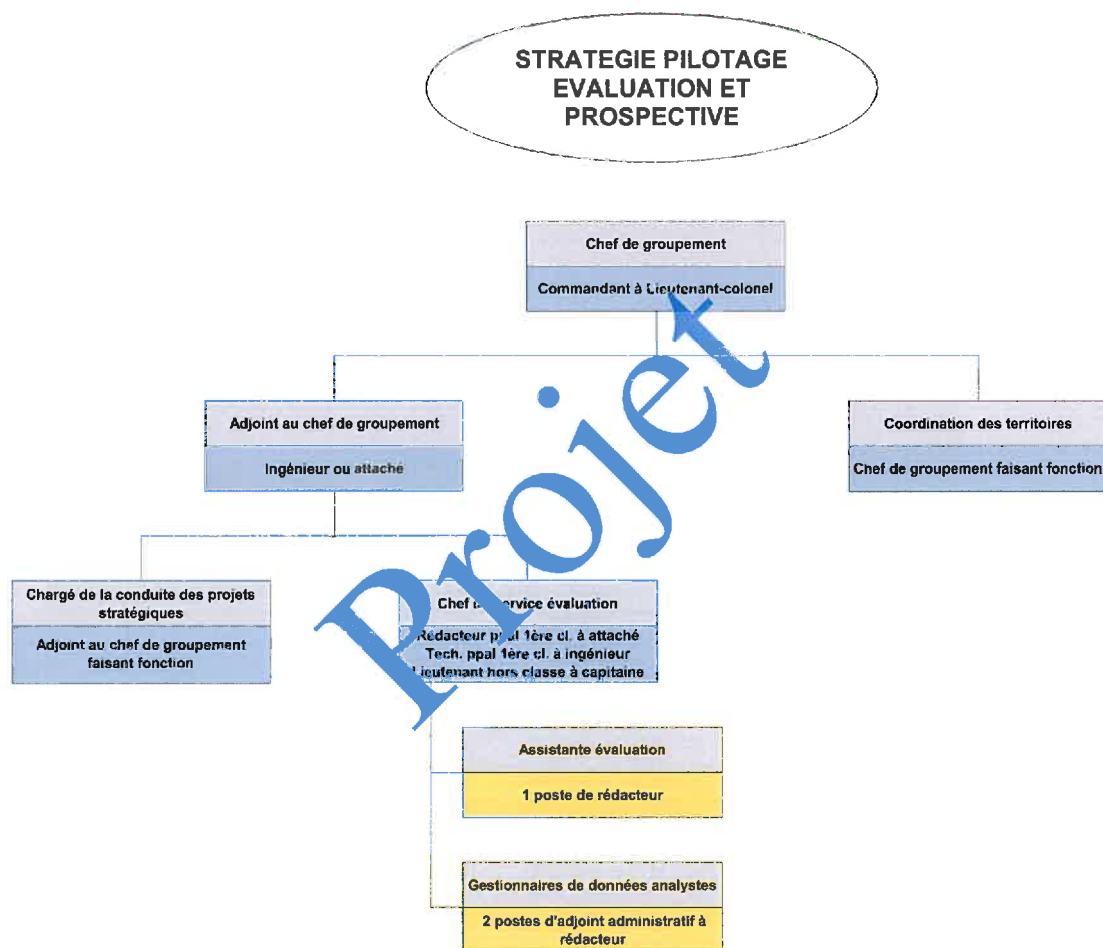 STRATEGIE PILOTAGE
EVALUATION ET
PROSPECTIVE
Chef de groupement
Commandant à Lieutenant-colonel
Adjoint au chef de groupement
Ingénieur ou attaché
Coordination des territoires
Chef de groupement faisant fonction
Chargé de la conduite des projets
stratégiques
Adjoint au chef de groupement
faisant fonction
Chef service évaluation
Rédacteur ppal 1ère cl. à attaché
Tech. ppal 1ère cl. à ingénieur
Lieutenant hors classe à capitaine
Assistante évaluation
1 poste de rédacteur
Gestionnaires de données analystes
2 postes d'adjoint administratif à
rédacteur
Projet